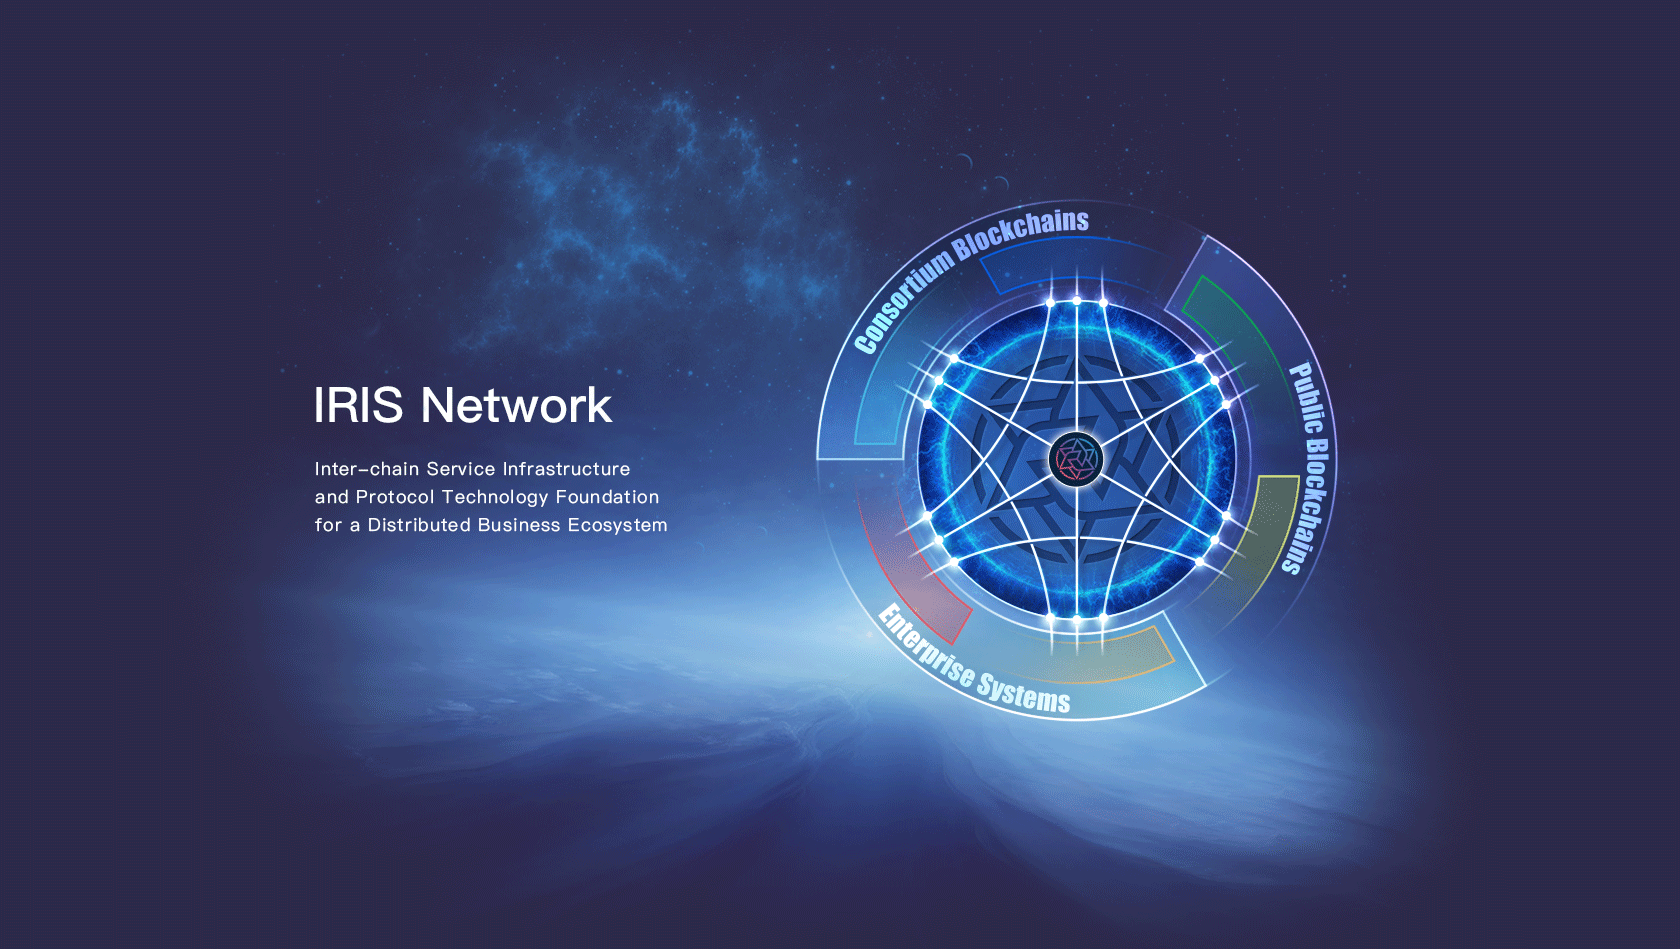 IRIS Network
Inter-chain Service Infrastructure
and Protocol Technology Foundation
for a Distributed Business Ecosystem
Consortium Blockchains
Public Blockchains
Enterprise Systems